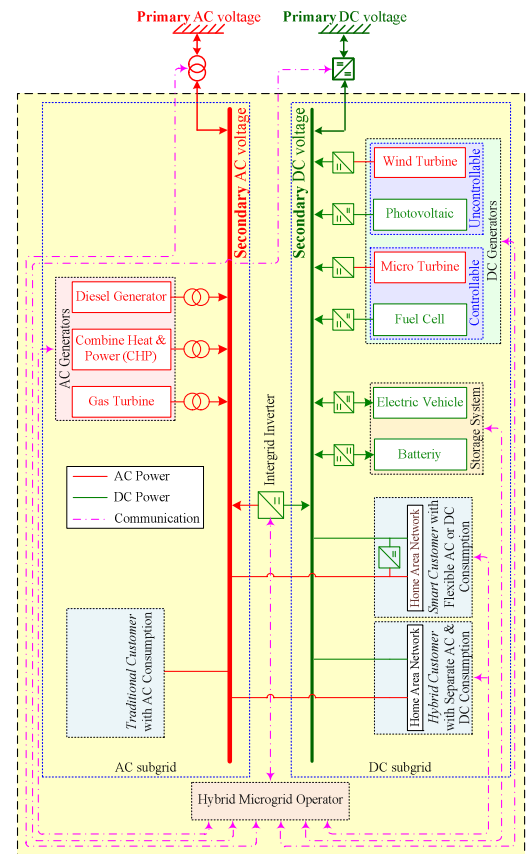 Primary AC voltage
Primary DC voltage
Secondary AC voltage
Secondary DC voltage
Wind Turbine
Photovoltaic
Uncontrollable
Micro Turbine
Fuel Cell
Controllable
DC Generators
AC Generators
Diesel Generator
Combine Heat &
Power (CHP)
Gas Turbine
Electric Vehicle
Batteriy
Storage System
Intergrid Inverter
AC Power
DC Power
Communication
Home Area Network
Smart Customer with
Flexible AC or DC
Consumption
Traditional Customer
with AC Consumption
Home Area Network
Hybrid Customer
with Separate AC &
DC Consumption
AC subgrid
DC subgrid
Hybrid Microgrid Operator